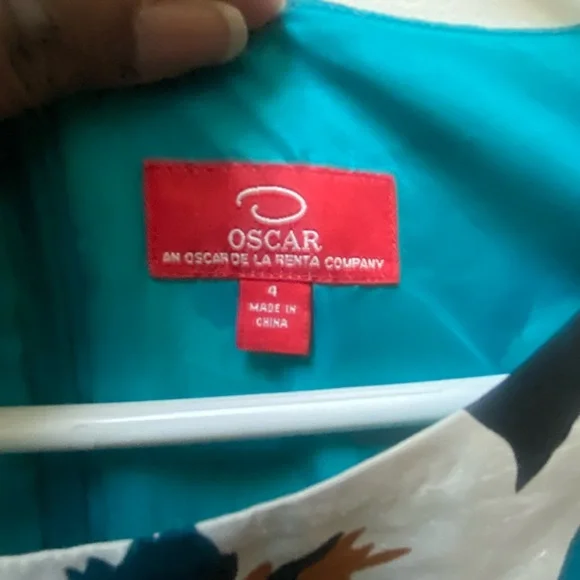 OSCAR
AN OSCAR DE LA RENTA COMPANY
4
MADE IN
CHINA